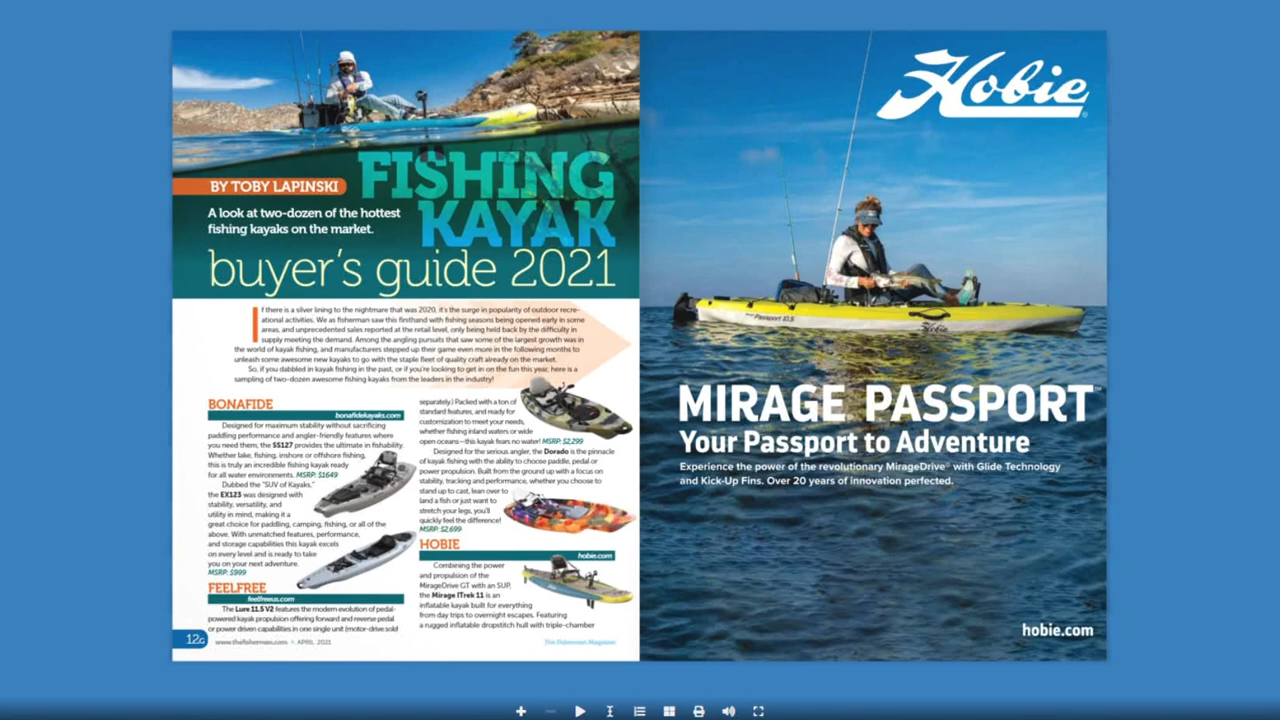 BY TOBY LAPINSKI
FISHING
KAYAK
A look at two-dozen of the hottest
fishing kayaks on the market.
buyer's guide 2021
If there is a silver lining to the nightmare that was 2020, it's the surge in popularity of outdoor recre-
ational activities. We as fisherman saw this firsthand with fishing seasons being opened early in some
areas, and unprecedented sales reported at the retail level, only being held back by the difficulty in
supply meeting the demand. Among the angling pursuits that saw some of the largest growth was in
the world of kayak fishing, and manufacturers stepped up their game even more in the following months to
unleash some awesome new kayaks to go with the staple fleet of quality craft already on the market.
So, if you dabbled in kayak fishing in the past, or if you're looking to get in on the fun this year, here is a
sampling of two-dozen awesome fishing kayaks from the leaders in the industry!
BONAFIDE
bonafidekayaks.com
Designed for maximum stability without sacrificing
paddling performance and angler-friendly features where
you need them, the SS127 provides the ultimate in fishability.
Whether lake, fishing, inshore or offshore fishing,
this is truly an incredible fishing kayak ready
for all water environments. MSRP: $1649
Dubbed the "SUV of Kayaks,"
the EX123 was designed with
stability, versatility, and
utility in mind, making it a
great choice for paddling, camping, fishing, or all of the
above. With unmatched features, performance,
and storage capabilities this kayak excels
on every level and is ready to take
you on your next adventure.
MSRP: $999
FEELFREE
feelfreeus.com
The Lure 11.5 V2 features the modern evolution of pedal-
powered kayak propulsion offering forward and reverse pedal
or power driven capabilities in one single unit (motor-drive sold
separately.) Packed with a ton of
standard features, and ready for
customization to meet your needs,
whether fishing inland waters or wide
open oceans—this kayak fears no water! MSRP: $2,299
Designed for the serious angler, the Dorado is the pinnacle
of kayak fishing with the ability to choose paddle, pedal or
power propulsion. Built from the ground up with a focus on
stability, tracking and performance, whether you choose to
stand up to cast, lean over to
land a fish or just want to
stretch your legs, you'll
quickly feel the difference!
MSRP: $2,699
HOBIE
hobie.com
Combining the power
and propulsion of the
MirageDrive GT with an SUP,
the Mirage iTrek 11 is an
inflatable kayak built for everything
from day trips to overnight escapes. Featuring
a rugged inflatable dropstitch hull with triple-chamber
12G
www.thefisherman.com • APRIL 2021
The Fisherman Magazine
Hobie®
Passport 10.5
Hobie
MIRAGE PASSPORT
Your Passport to Adventure
Experience the power of the revolutionary MirageDrive® with Glide Technology
and Kick-Up Fins. Over 20 years of innovation perfected.
hobie.com